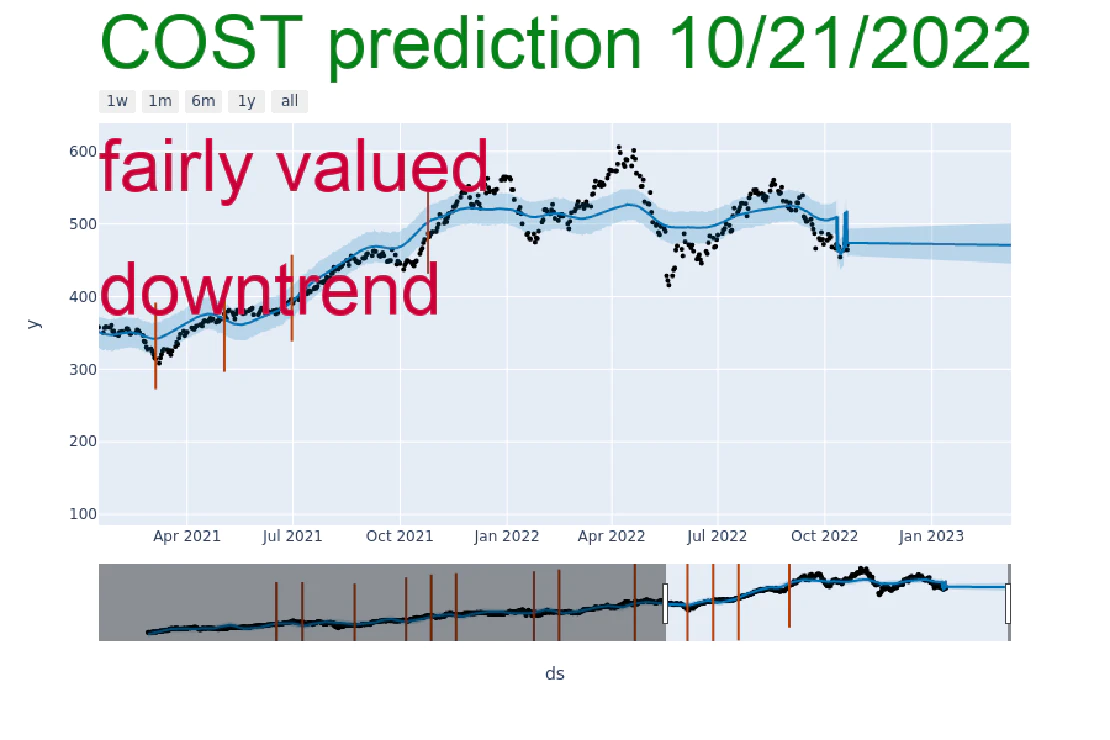 COST prediction 10/21/2022
1w 1m 6m 1y all
fairly valued
downtrend
600
500
400
300
200
100
y
Apr 2021 Jul 2021 Oct 2021 Jan 2022 Apr 2022 Jul 2022 Oct 2022 Jan 2023
ds